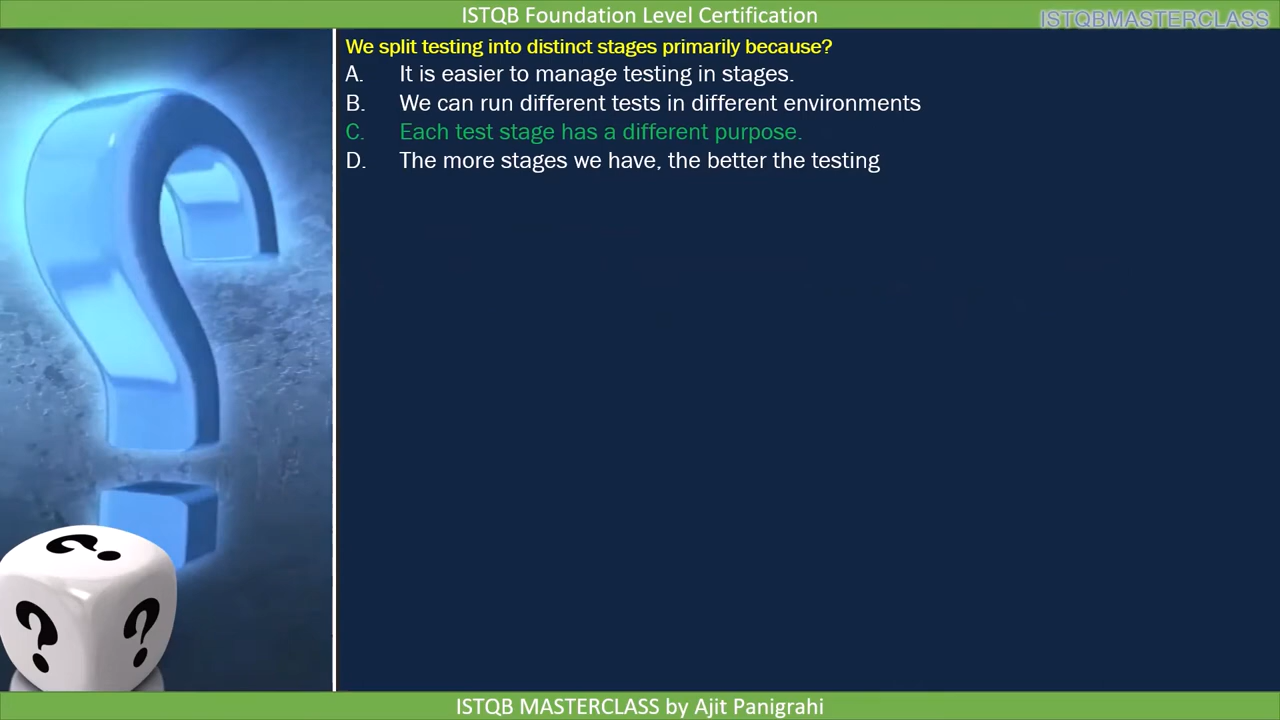 ISTQB Foundation Level Certification
ISTQBMASTERCLASS
We split testing into distinct stages primarily because?
A. It is easier to manage testing in stages.
B. We can run different tests in different environments
C. Each test stage has a different purpose.
D. The more stages we have, the better the testing
ISTQB MASTERCLASS by Ajit Panigrahi